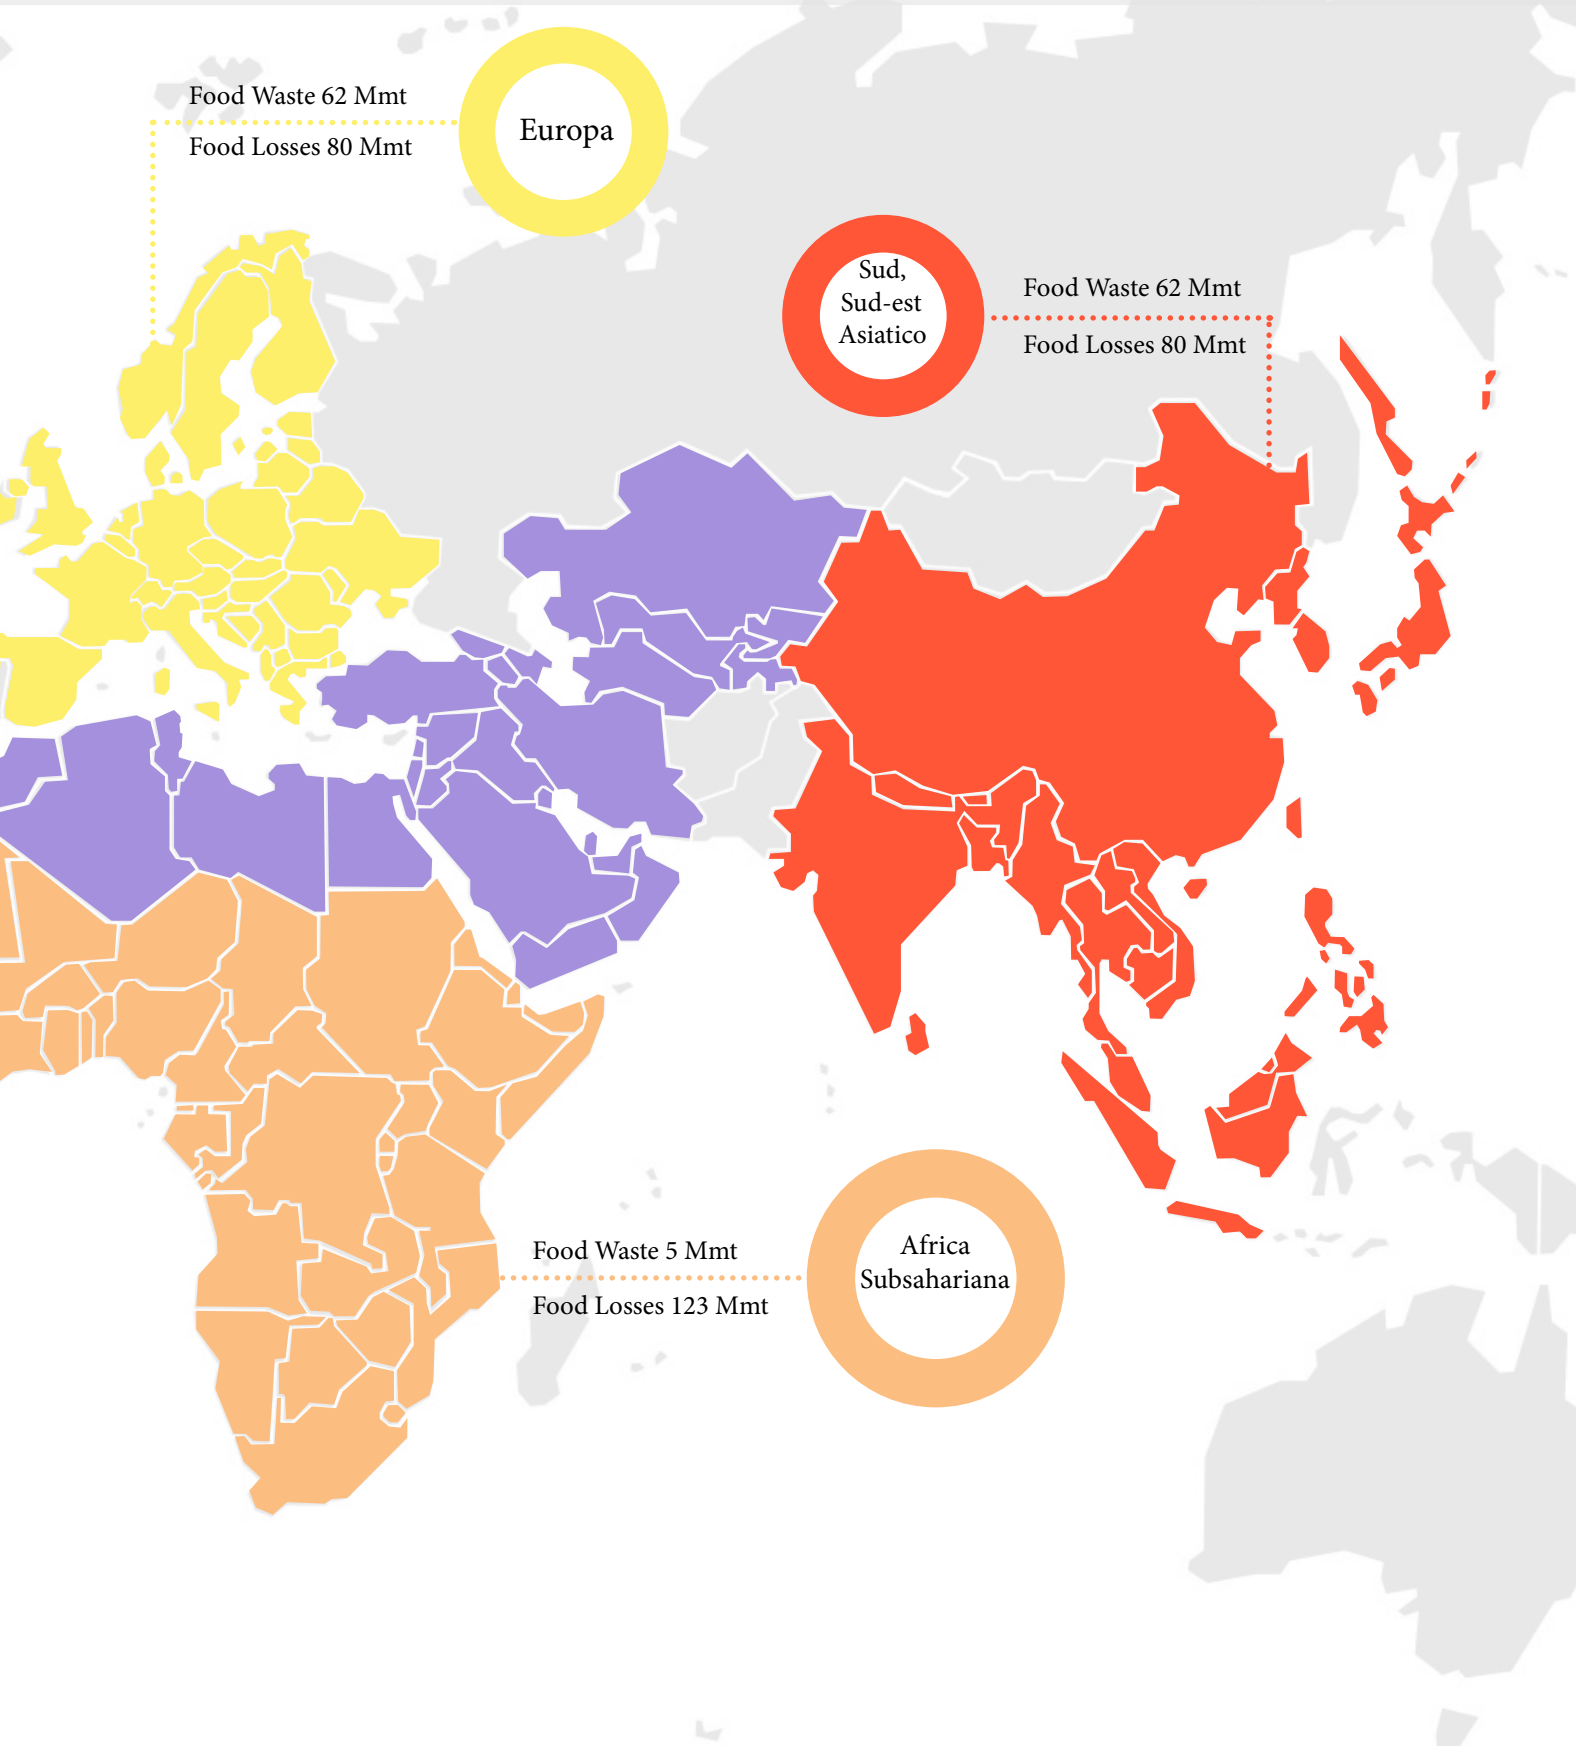 Food Waste 62 Mmt
Food Losses 80 Mmt
Europa
Sud,
Sud-est
Asiatico
Food Waste 62 Mmt
Food Losses 80 Mmt
Food Waste 5 Mmt
Food Losses 123 Mmt
Africa
Subsahariana